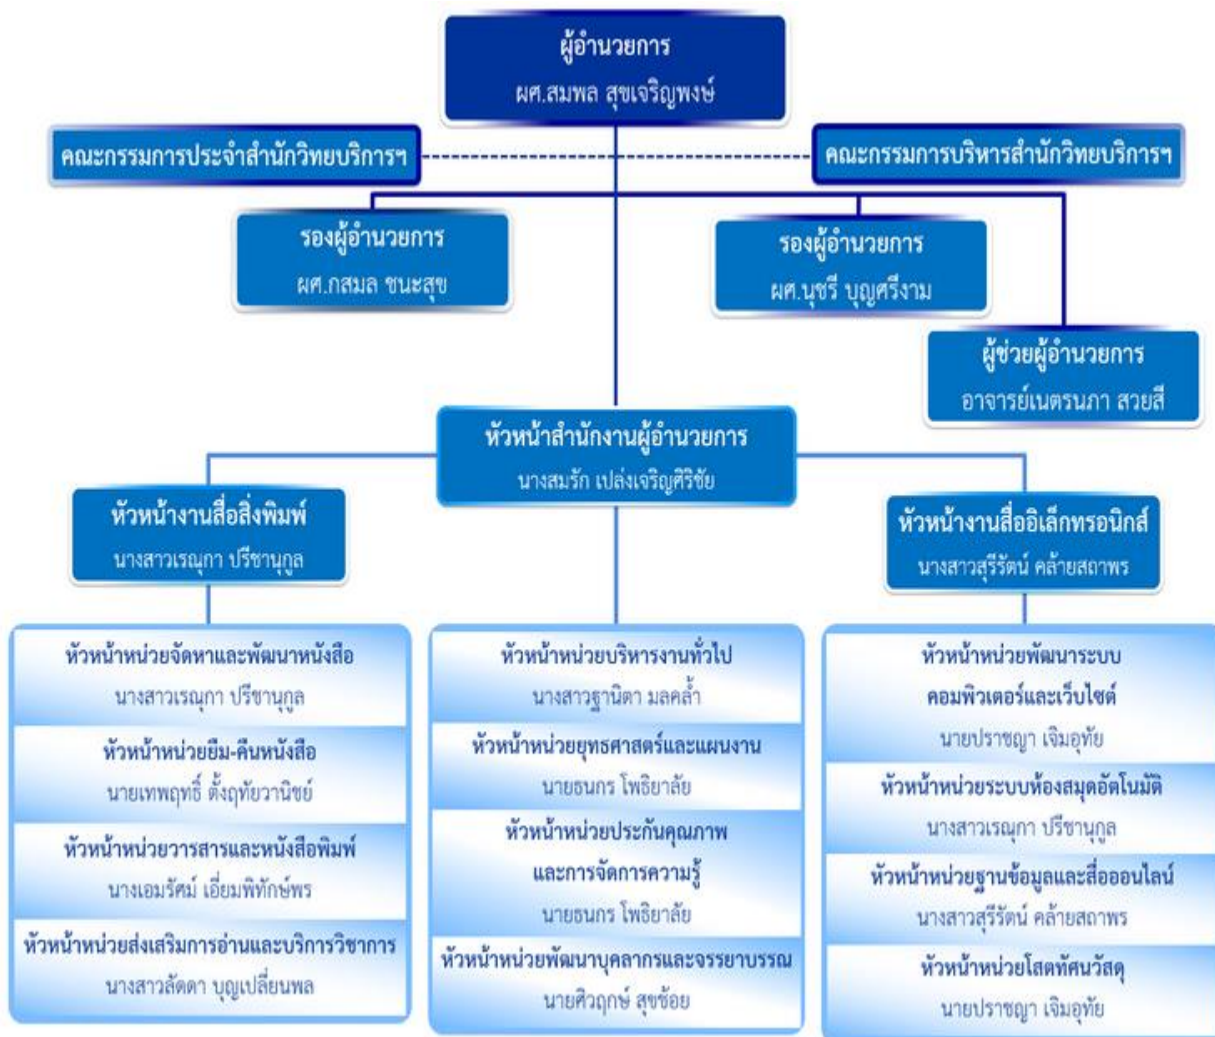 ผู้อำนวยการ
ผศ.สมพล สุขเจริญพงษ์
คณะกรรมการประจำสำนักวิทยบริการฯ
คณะกรรมการบริหารสำนักวิทยบริการฯ
รองผู้อำนวยการ
ผศ.กสมล ชนะสุข
รองผู้อำนวยการ
ผศ.นุชรี บุญศรีงาม
ผู้ช่วยผู้อำนวยการ
อาจารย์เนตรนภา สวยสี
หัวหน้าสำนักงานผู้อำนวยการ
นางสมรัก เปล่งเจริญศิริชัย
หัวหน้างานสื่อสิ่งพิมพ์
นางสาวเรณุกา ปรีชานุกูล
หัวหน้างานสื่ออิเล็กทรอนิกส์
นางสาวสุรีรัตน์ คล้ายสถาพร
หัวหน้าหน่วยจัดหาและพัฒนาหนังสือ
นางสาวเรณุกา ปรีชานุกูล
หัวหน้าหน่วยยืม-คืนหนังสือ
นายเทพฤทธิ์ ตั้งฤทัยวานิชย์
หัวหน้าหน่วยวารสารและหนังสือพิมพ์
นางเอมรัศม์ เอี่ยมพิทักษ์พร
หัวหน้าหน่วยส่งเสริมการอ่านและบริการวิชาการ
นางสาวลัดดา บุญเปลี่ยนพล
หัวหน้าหน่วยบริหารงานทั่วไป
นางสาวฐานิตา มลคล้ำ
หัวหน้าหน่วยยุทธศาสตร์และแผนงาน
นายธนกร โพธิยาลัย
หัวหน้าหน่วยประกันคุณภาพ
และการจัดการความรู้
นายธนกร โพธิยาลัย
หัวหน้าหน่วยพัฒนาบุคลากรและจรรยาบรรณ
นายศิวฤกษ์ สุขช้อย
หัวหน้าหน่วยพัฒนาระบบ
คอมพิวเตอร์และเว็บไซต์
นายปราชญา เจิมอุทัย
หัวหน้าหน่วยระบบห้องสมุดอัตโนมัติ
นางสาวเรณุกา ปรีชานุกูล
หัวหน้าหน่วยฐานข้อมูลและสื่อออนไลน์
นางสาวสุรีรัตน์ คล้ายสถาพร
หัวหน้าหน่วยโสตทัศนวัสดุ
นายปราชญา เจิมอุทัย